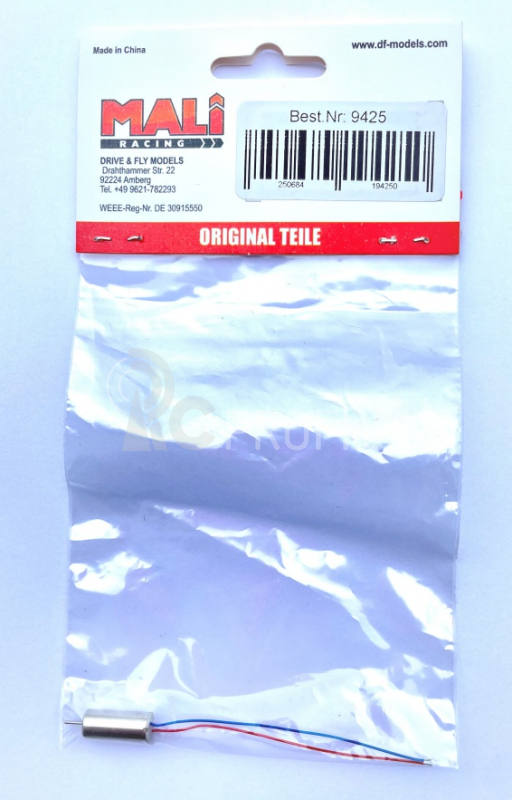 Made in China
www.df-models.com
MALI
RACING
DRIVE & FLY MODELS
Drahthammer Str. 22
92224 Amberg
Tel. +49 9621-782293
WEEE-Reg-Nr. DE 30915550
Best.Nr: 9425
250684 194250
ORIGINAL TEILE